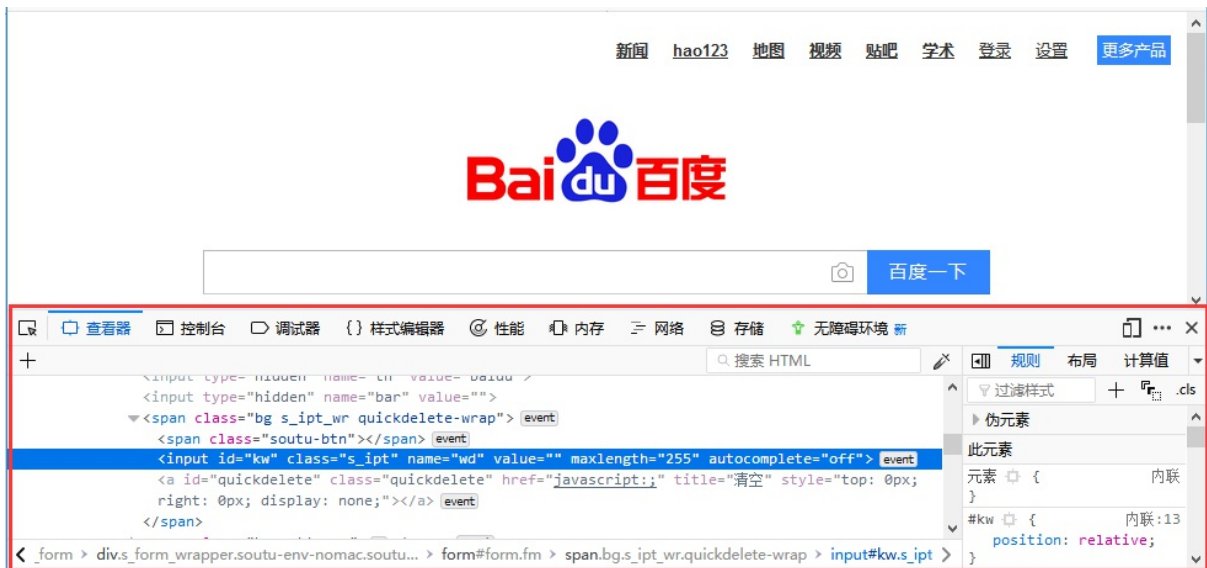 新闻 hao123 地图 视频 贴吧 学术 登录 设置 更多产品
Bai du 百度
百度一下
查看器 控制台 调试器 {} 样式编辑器 性能 内存 网络 存储 无障碍环境 新
搜索 HTML 规则 布局 计算值
过滤样式 .cls
<input type="hidden" name="tn" value="baidu">
<input type="hidden" name="bar" value="">
<span class="bg s_ipt_wr quickdelete-wrap"> event
<span class="soutu-btn"></span> event
<input id="kw" class="s_ipt" name="wd" value="" maxlength="255" autocomplete="off"> event
<a id="quickdelete" class="quickdelete" href="javascript:;" title="清空" style="top: 0px;
right: 0px; display: none;"></a> event
</span>
伪元素
此元素
元素 { 内联
}
#kw { 内联:13
position: relative;
}
_form > div.s_form_wrapper.soutu-env-nomac.soutu... > form#form.fm > span.bg.s_ipt_wr.quickdelete-wrap > input#kw.s_ipt